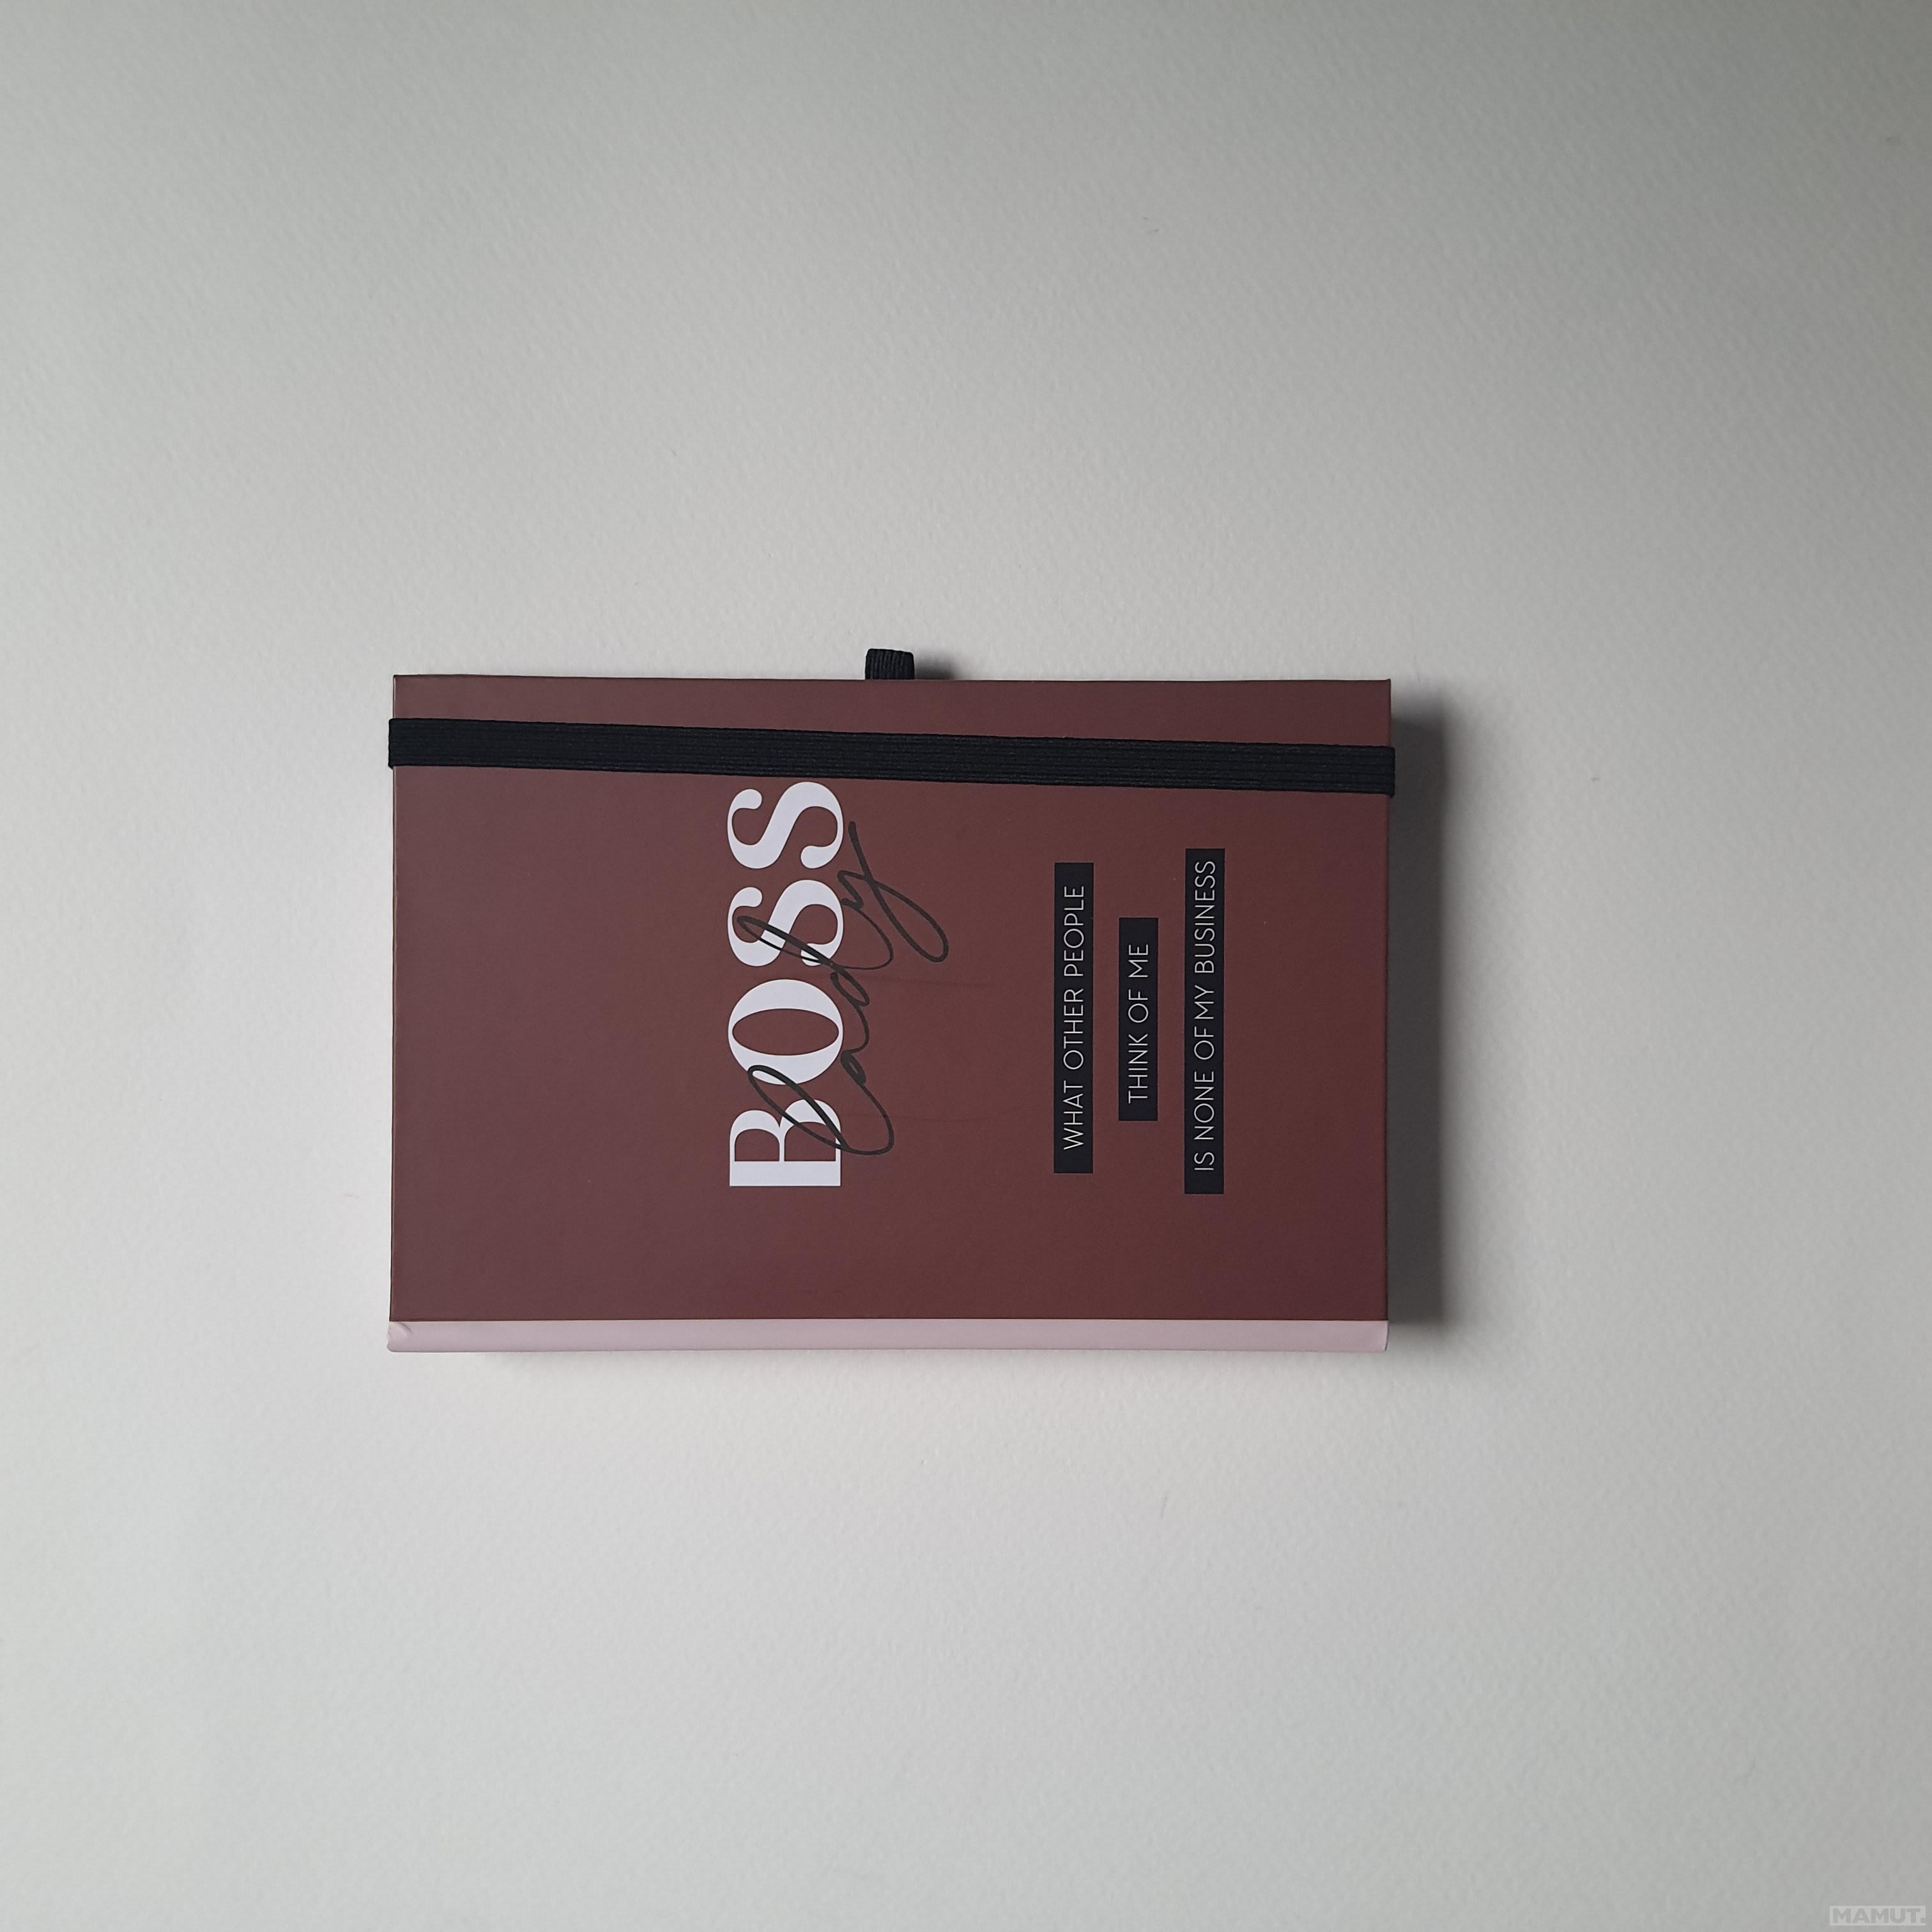 BOSS
lady
WHAT OTHER PEOPLE
THINK OF ME
IS NONE OF MY BUSINESS
MAMUT.